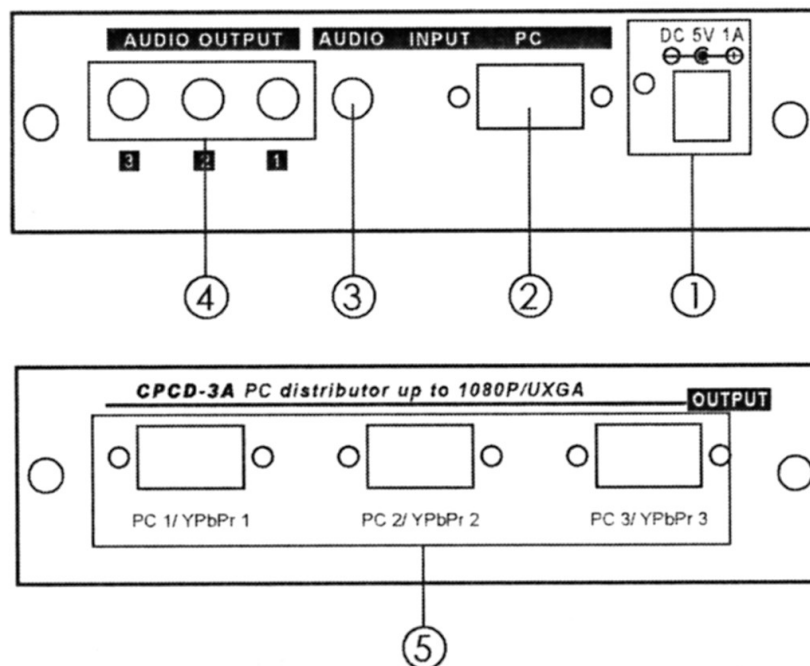 AUDIO OUTPUT AUDIO INPUT PC
DC 5V 1A
3 2 1
4 3 2 1
CPCD-3A PC distributor up to 1080P/UXGA
OUTPUT
PC 1/ YPbPr 1 PC 2/ YPbPr 2 PC 3/ YPbPr 3
5